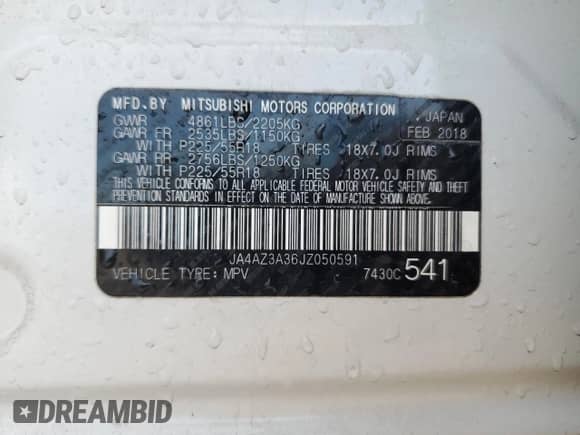 MFD.BY MITSUBISHI MOTORS CORPORATION
GVWR 4861LBS/2205KG JAPAN
GAWR FR 2535LBS/1150KG FEB 2018
WITH P225/55R18 TIRES 18X7.0J RIMS
GAWR RR 2756LBS/1250KG
WITH P225/55R18 TIRES 18X7.0J RIMS
THIS VEHICLE CONFORMS TO ALL APPLICABLE FEDERAL MOTOR VEHICLE SAFETY AND THEFT
PREVENTION STANDARDS IN EFFECT ON THE DATE OF MANUFACTURE SHOWN ABOVE.
JA4AZ3A36JZ050591
VEHICLE TYPE: MPV 7430C 541
DREAMBID